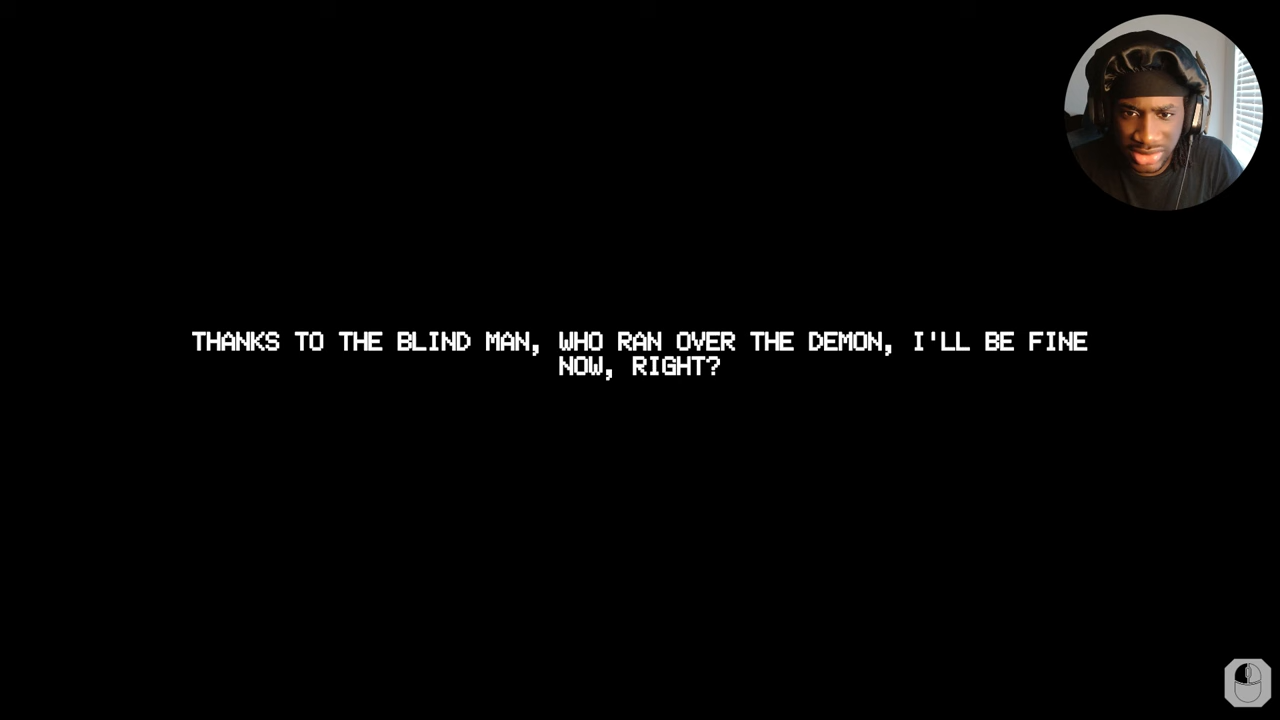 THANKS TO THE BLIND MAN, WHO RAN OVER THE DEMON, I'LL BE FINE
NOW, RIGHT?